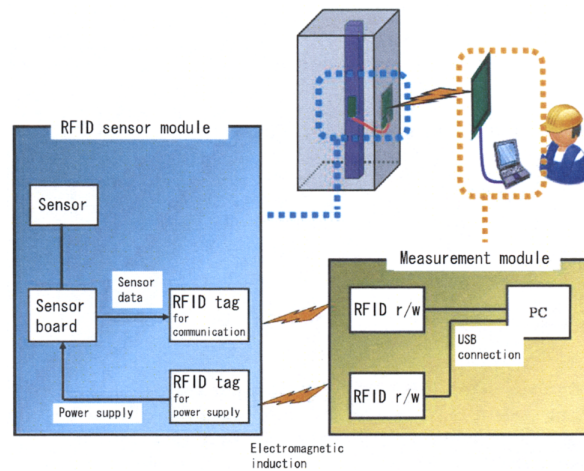 RFID sensor module
Sensor
Sensor
data
Sensor
board
RFID tag
for
communication
RFID tag
for
power supply
Power supply
Electromagnetic
induction
Measurement module
RFID r/w
PC
USB
connection
RFID r/w